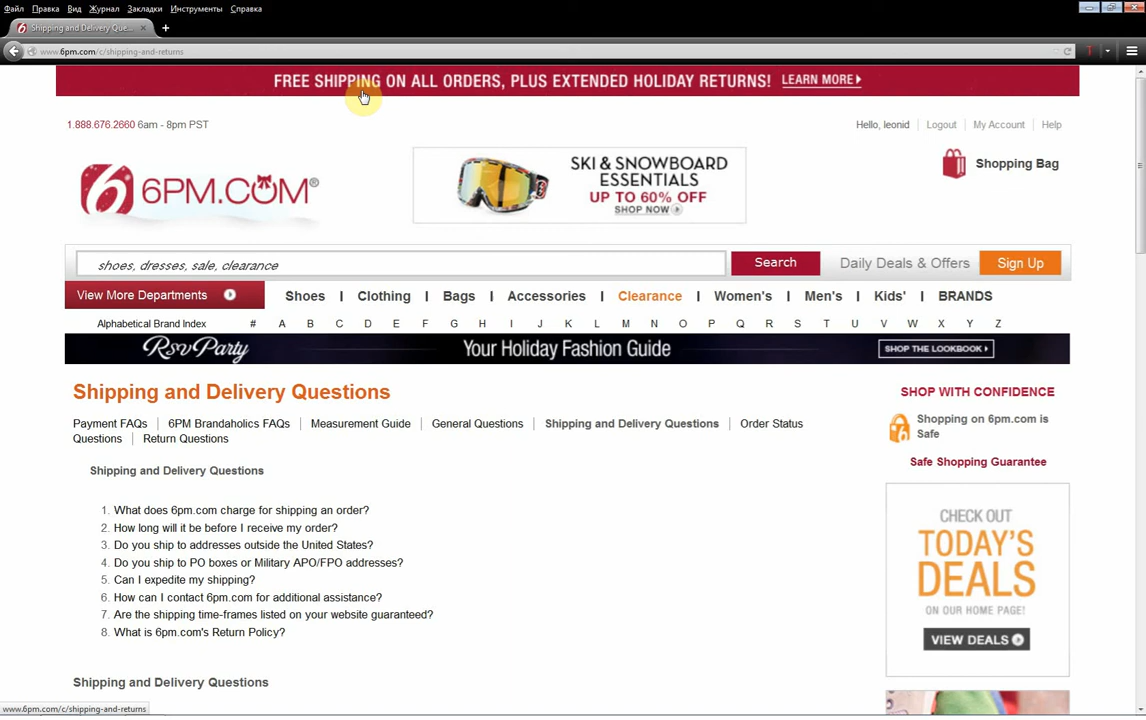 Файл Правка Вид Журнал Закладки Инструменты Справка
Shipping and Delivery Que...
www.6pm.com/c/shipping-and-returns
FREE SHIPPING ON ALL ORDERS, PLUS EXTENDED HOLIDAY RETURNS! LEARN MORE
1.888.676.2660 6am - 8pm PST
Hello, leonid Logout My Account Help
6PM.COM®
SKI & SNOWBOARD
ESSENTIALS
UP TO 60% OFF
SHOP NOW
Shopping Bag
shoes, dresses, sale, clearance
Search
Daily Deals & Offers Sign Up
View More Departments
Shoes | Clothing | Bags | Accessories | Clearance | Women's | Men's | Kids' | BRANDS
Alphabetical Brand Index # A B C D E F G H I J K L M N O P Q R S T U V W X Y Z
RSVParty Your Holiday Fashion Guide SHOP THE LOOKBOOK
Shipping and Delivery Questions
Payment FAQs | 6PM Brandaholics FAQs | Measurement Guide | General Questions | Shipping and Delivery Questions | Order Status
Questions | Return Questions
Shipping and Delivery Questions
1. What does 6pm.com charge for shipping an order?
2. How long will it be before I receive my order?
3. Do you ship to addresses outside the United States?
4. Do you ship to PO boxes or Military APO/FPO addresses?
5. Can I expedite my shipping?
6. How can I contact 6pm.com for additional assistance?
7. Are the shipping time-frames listed on your website guaranteed?
8. What is 6pm.com's Return Policy?
Shipping and Delivery Questions
SHOP WITH CONFIDENCE
Shopping on 6pm.com is
Safe
Safe Shopping Guarantee
CHECK OUT
TODAY'S
DEALS
ON OUR HOME PAGE!
VIEW DEALS
www.6pm.com/c/shipping-and-returns